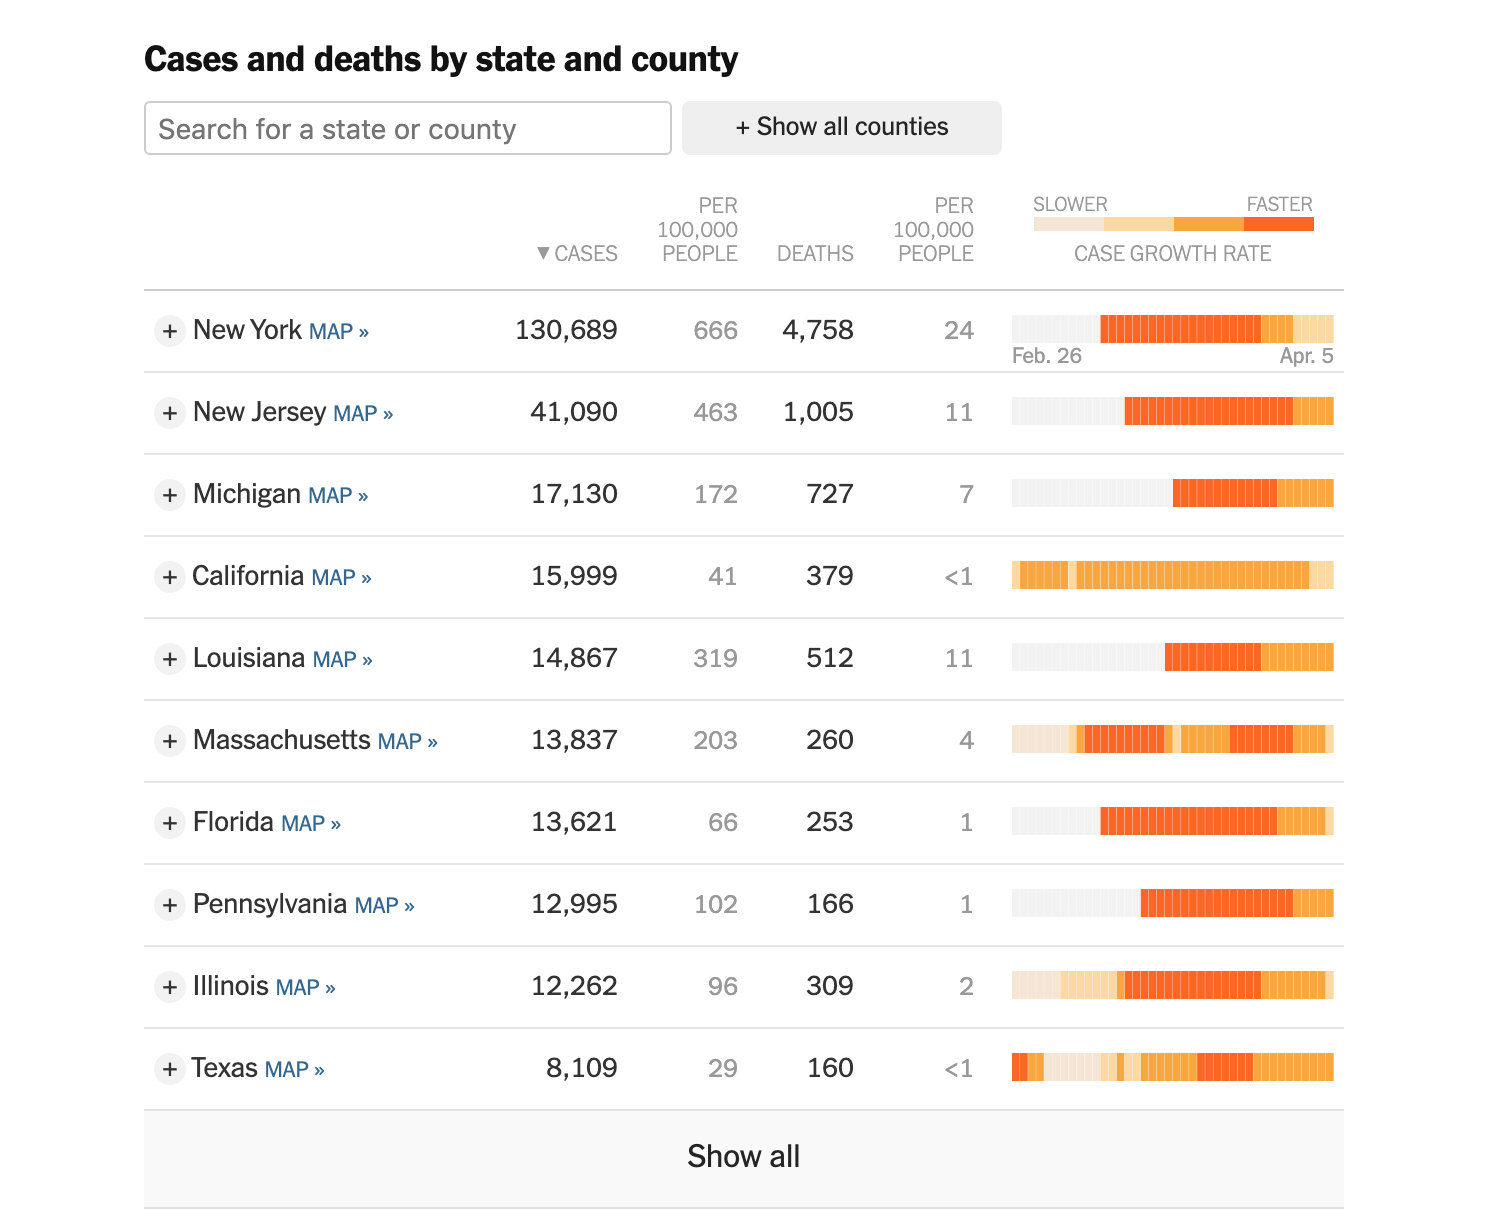 Cases and deaths by state and county
Search for a state or county
+ Show all counties
▼ CASES
PER
100,000
PEOPLE
DEATHS
PER
100,000
PEOPLE
SLOWER FASTER
CASE GROWTH RATE
+ New York MAP » 130,689 666 4,758 24
Feb. 26 Apr. 5
+ New Jersey MAP » 41,090 463 1,005 11
+ Michigan MAP » 17,130 172 727 7
+ California MAP » 15,999 41 379 <1
+ Louisiana MAP » 14,867 319 512 11
+ Massachusetts MAP » 13,837 203 260 4
+ Florida MAP » 13,621 66 253 1
+ Pennsylvania MAP » 12,995 102 166 1
+ Illinois MAP » 12,262 96 309 2
+ Texas MAP » 8,109 29 160 <1
Show all